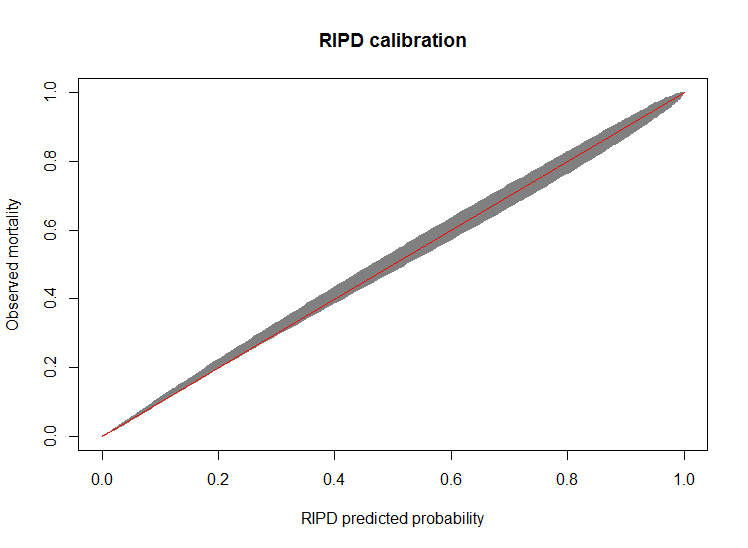 RIPD calibration
Observed mortality
1.0
0.8
0.6
0.4
0.2
0.0
0.0 0.2 0.4 0.6 0.8 1.0
RIPD predicted probability